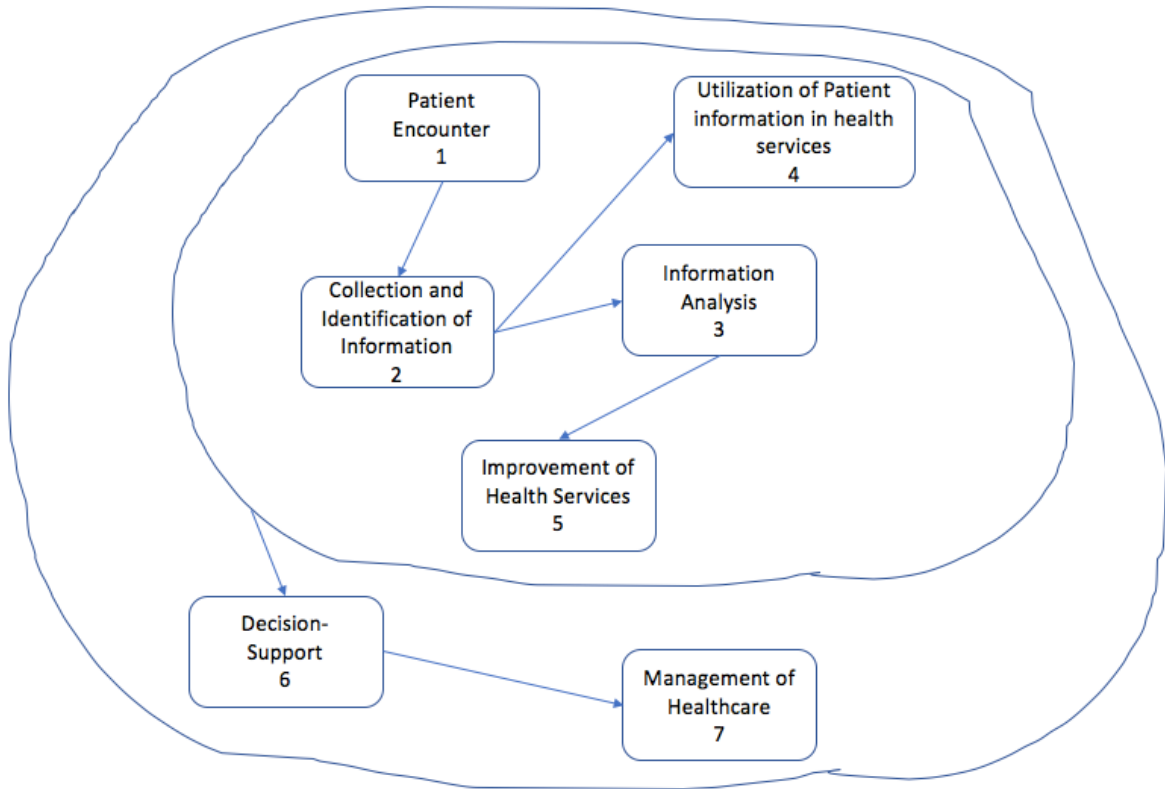 Patient
Encounter
1
Utilization of Patient
information in health
services
4
Collection and
Identification of
Information
2
Information
Analysis
3
Improvement of
Health Services
5
Decision-
Support
6
Management of
Healthcare
7